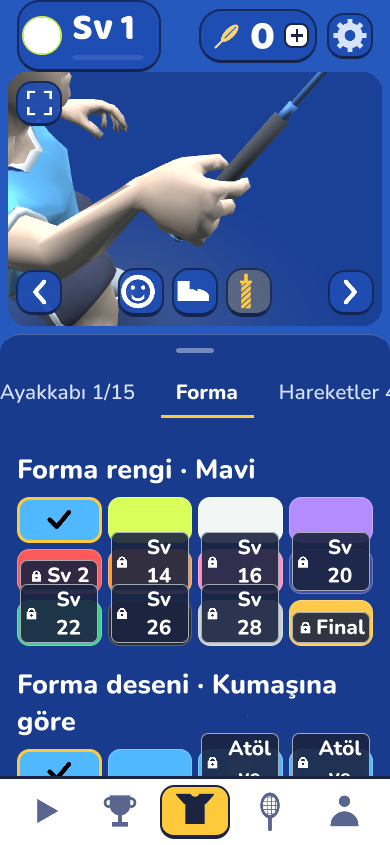 Sv 1
0
Ayakkabı 1/15
Forma
Hareketler 4
Forma rengi · Mavi
Sv 2
Sv
14
Sv
16
Sv
20
Sv
22
Sv
26
Sv
28
Final
Forma deseni · Kumaşına
göre
Atöl
Atöl